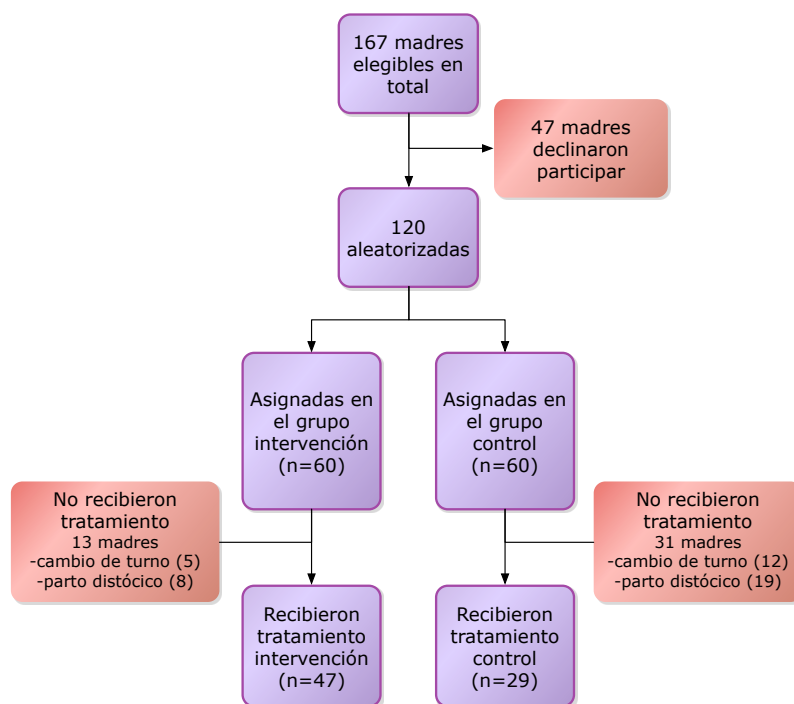 167 madres
elegibles en
total
47 madres
declinaron
participar
120
aleatorizadas
Asignadas en
el grupo
intervención
(n=60)
Asignadas en
el grupo
control
(n=60)
No recibieron
tratamiento
13 madres
-cambio de turno (5)
-parto distócico (8)
No recibieron
tratamiento
31 madres
-cambio de turno (12)
-parto distócico (19)
Recibieron
tratamiento
intervención
(n=47)
Recibieron
tratamiento
control
(n=29)